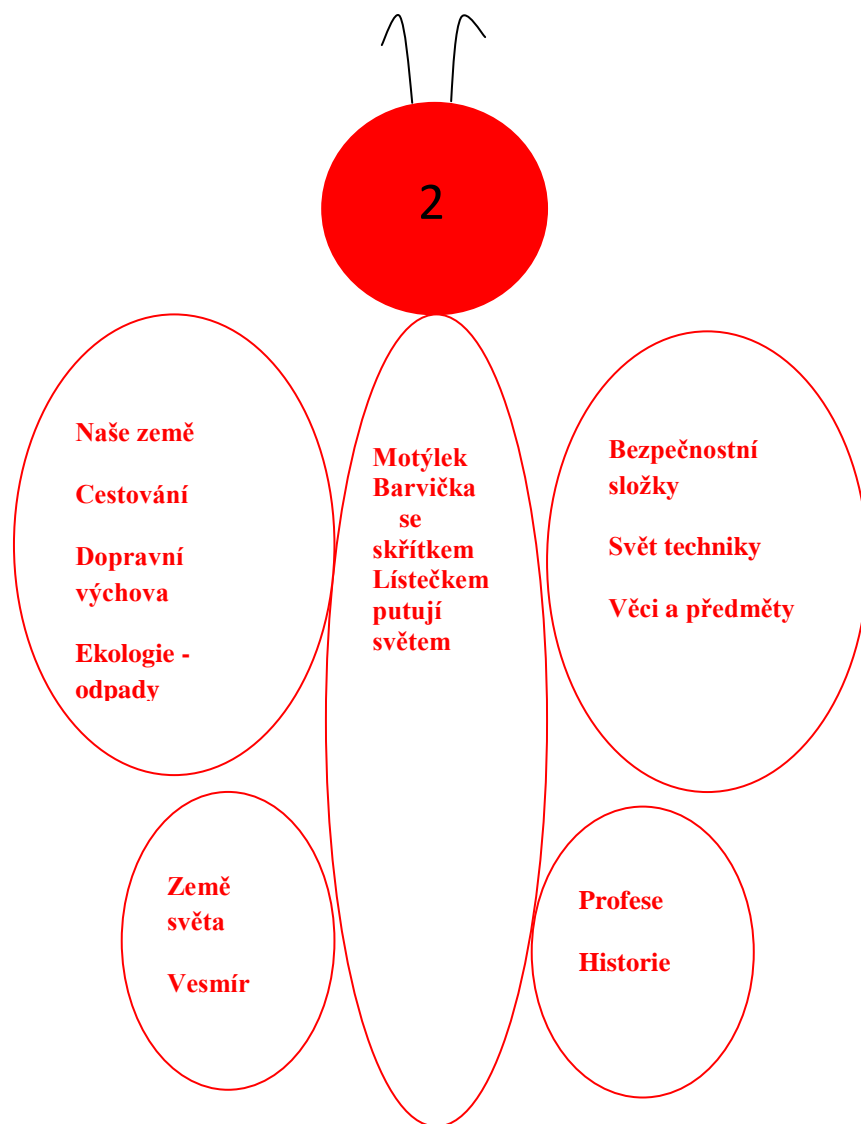 2
Naše země
Cestování
Dopravní
výchova
Ekologie -
odpady
Motýlek
Barvička
se
skřítkem
Lístečkem
putují
světem
Bezpečnostní
složky
Svět techniky
Věci a předměty
Země
světa
Vesmír
Profese
Historie